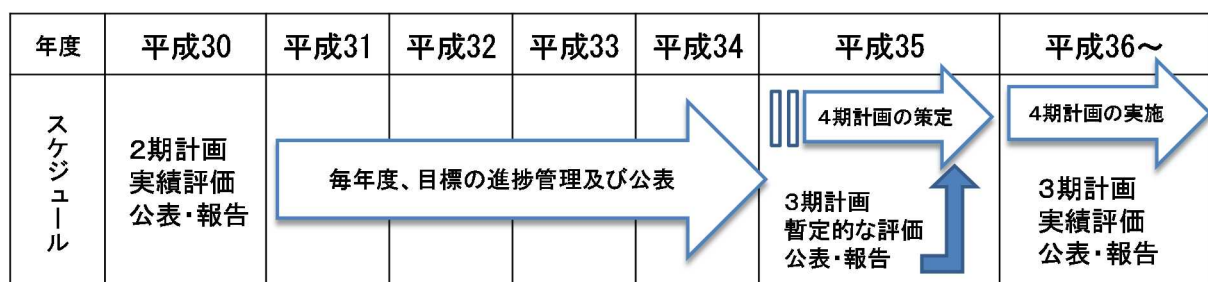 年度
平成30
平成31
平成32
平成33
平成34
平成35
平成36～
スケジュール
2期計画
実績評価
公表・報告
毎年度、目標の進捗管理及び公表
4期計画の策定
3期計画
暫定的な評価
公表・報告
4期計画の実施
3期計画
実績評価
公表・報告